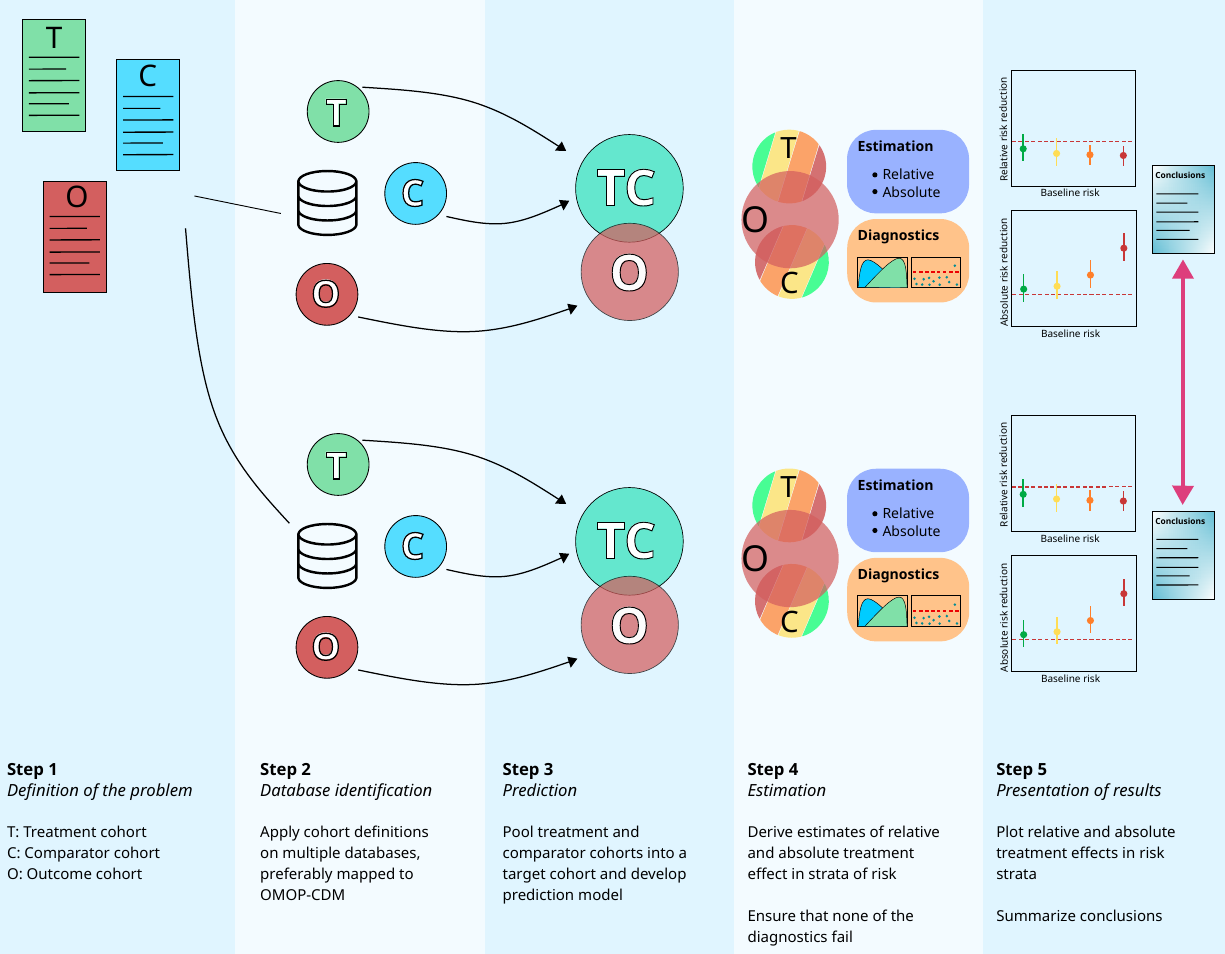 T
C
O
T
C
O
TC
O
T
O
C
Estimation
Relative
Absolute
Diagnostics
Relative risk reduction
Baseline risk
Absolute risk reduction
Baseline risk
Conclusions
T
C
O
TC
O
T
O
C
Estimation
Relative
Absolute
Diagnostics
Relative risk reduction
Baseline risk
Absolute risk reduction
Baseline risk
Conclusions
Step 1
Definition of the problem
T: Treatment cohort
C: Comparator cohort
O: Outcome cohort
Step 2
Database identification
Apply cohort definitions
on multiple databases,
preferably mapped to
OMOP-CDM
Step 3
Prediction
Pool treatment and
comparator cohorts into a
target cohort and develop
prediction model
Step 4
Estimation
Derive estimates of relative
and absolute treatment
effect in strata of risk
Ensure that none of the
diagnostics fail
Step 5
Presentation of results
Plot relative and absolute
treatment effects in risk
strata
Summarize conclusions